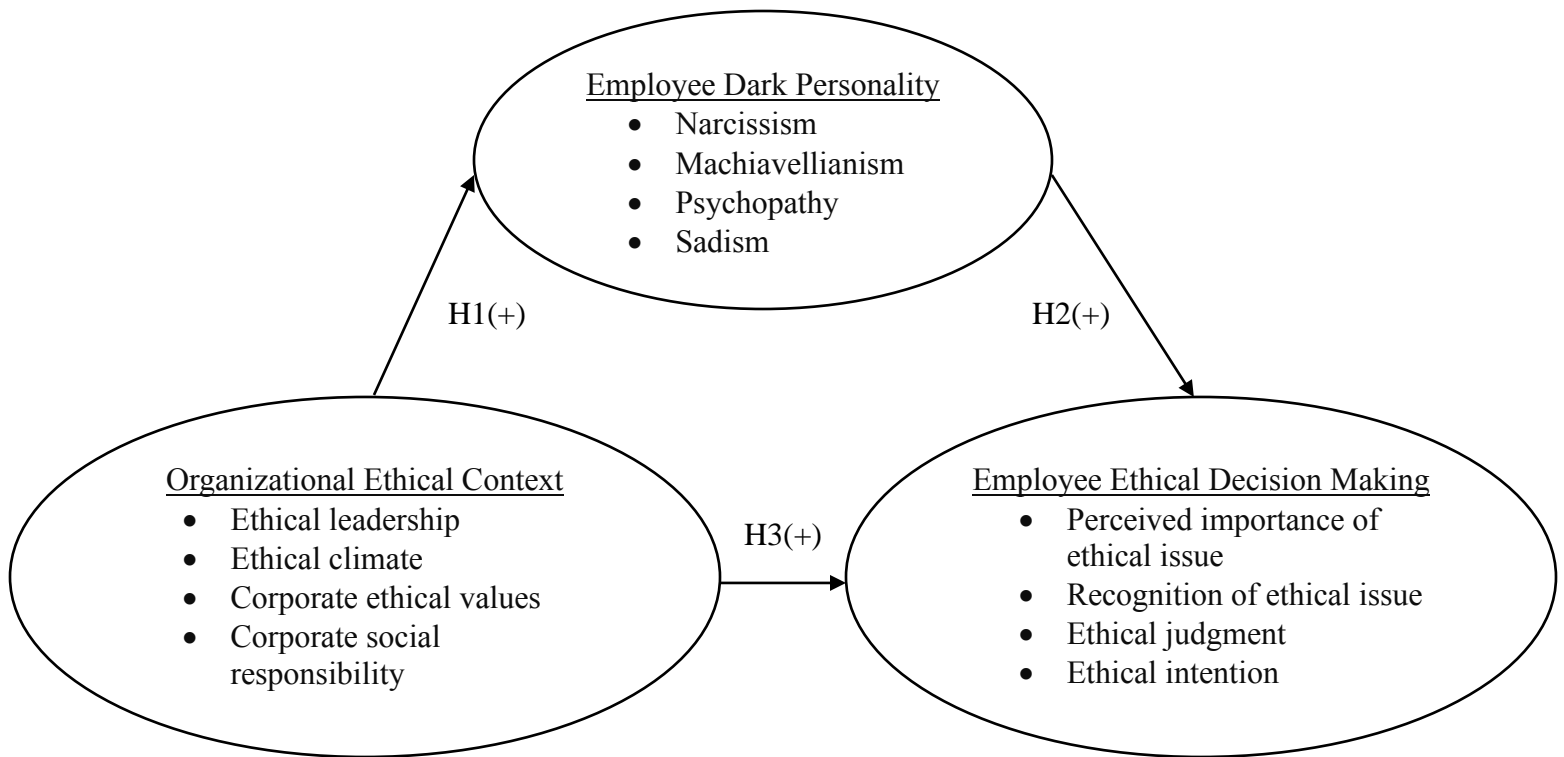 Employee Dark Personality
• Narcissism
• Machiavellianism
• Psychopathy
• Sadism
H1(+)
H2(+)
Organizational Ethical Context
• Ethical leadership
• Ethical climate
• Corporate ethical values
• Corporate social
responsibility
H3(+)
Employee Ethical Decision Making
• Perceived importance of
ethical issue
• Recognition of ethical issue
• Ethical judgment
• Ethical intention